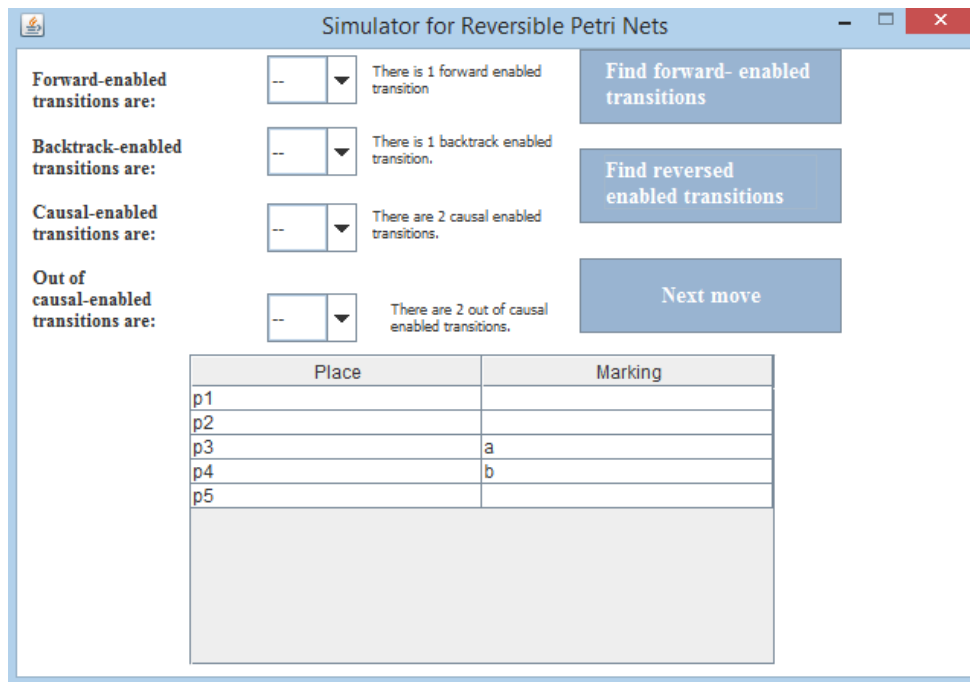 Simulator for Reversible Petri Nets
Forward-enabled
transitions are:
--
There is 1 forward enabled
transition
Find forward- enabled
transitions
Backtrack-enabled
transitions are:
--
There is 1 backtrack enabled
transition.
Find reversed
enabled transitions
Causal-enabled
transitions are:
--
There are 2 causal enabled
transitions.
Out of
causal-enabled
transitions are:
--
There are 2 out of causal
enabled transitions.
Next move
Place Marking
p1
p2
p3 a
p4 b
p5